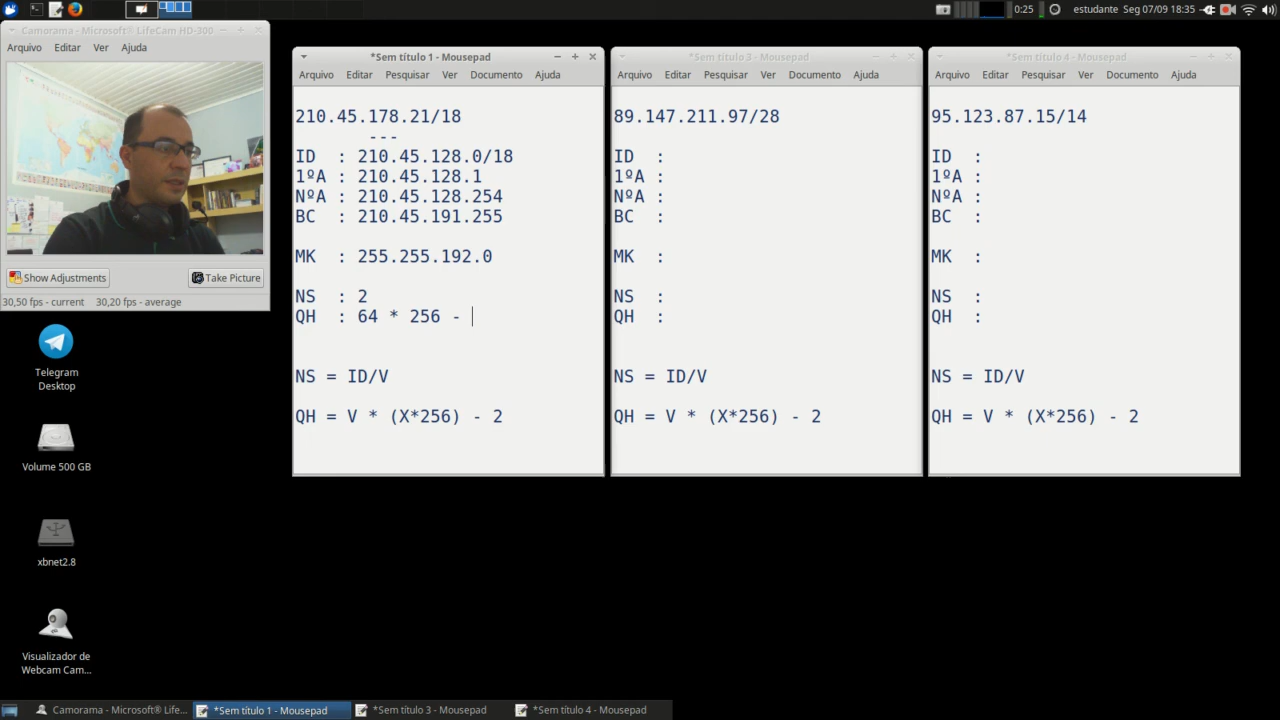 0:25
estudante Seg 07/09 18:35
Camorama - Microsoft® LifeCam HD-300
Arquivo Editar Ver Ajuda
Show Adjustments
Take Picture
30,50 fps - current 30,20 fps - average
Telegram
Desktop
Volume 500 GB
xbnet2.8
Visualizador de
Webcam Cam...
*Sem título 1 - Mousepad
Arquivo Editar Pesquisar Ver Documento Ajuda
210.45.178.21/18
---
ID : 210.45.128.0/18
1ºA : 210.45.128.1
NºA : 210.45.128.254
BC : 210.45.191.255
MK : 255.255.192.0
NS : 2
QH : 64 * 256 -
NS = ID/V
QH = V * (X*256) - 2
*Sem título 3 - Mousepad
Arquivo Editar Pesquisar Ver Documento Ajuda
89.147.211.97/28
ID :
1ºA :
NºA :
BC :
MK :
NS :
QH :
NS = ID/V
QH = V * (X*256) - 2
*Sem título 4 - Mousepad
Arquivo Editar Pesquisar Ver Documento Ajuda
95.123.87.15/14
ID :
1ºA :
NºA :
BC :
MK :
NS :
QH :
NS = ID/V
QH = V * (X*256) - 2
Camorama - Microsoft® Life...
*Sem título 1 - Mousepad
*Sem título 3 - Mousepad
*Sem título 4 - Mousepad